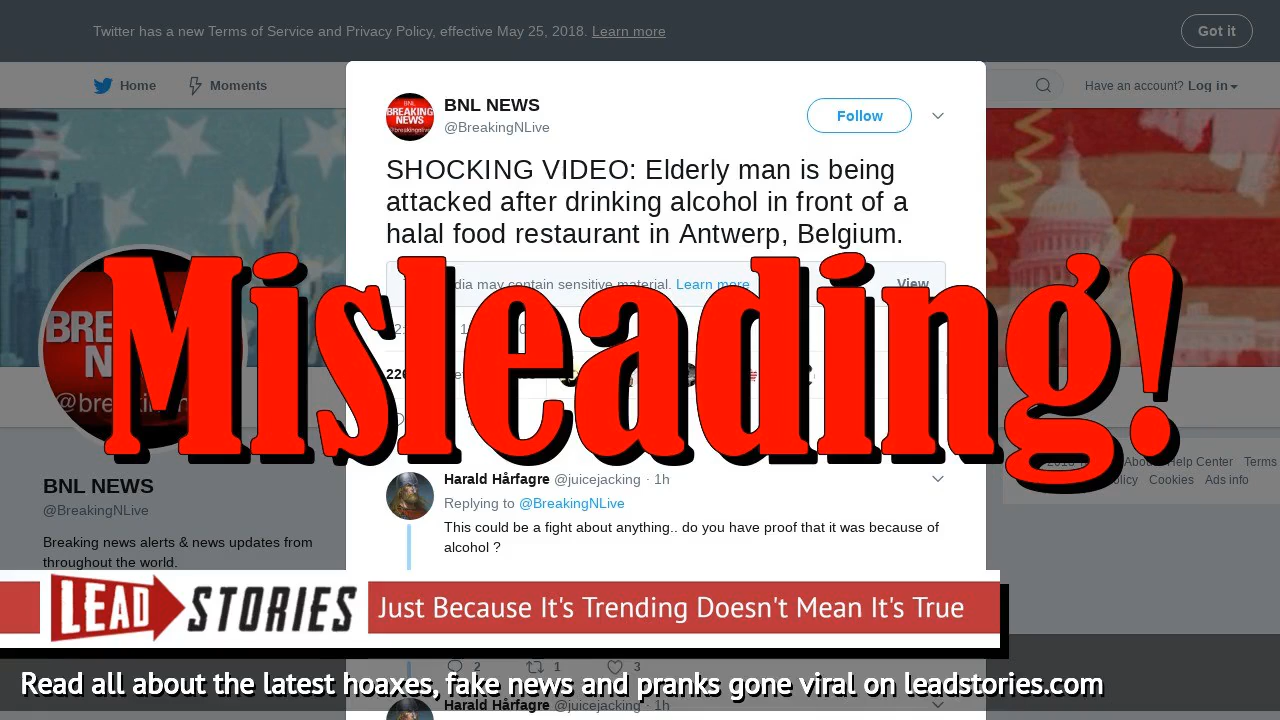 Twitter has a new Terms of Service and Privacy Policy, effective May 25, 2018. Learn more
Got it
Home
Moments
Have an account? Log in
BNL
BREAKING
NEWS
@breakingnlive
BNL NEWS
@BreakingNLive
Follow
SHOCKING VIDEO: Elderly man is being
attacked after drinking alcohol in front of a
halal food restaurant in Antwerp, Belgium.
may contain sensitive material. Learn more
View
Misleading!
BNL NEWS
@BreakingNLive
Breaking news alerts & news updates from
throughout the world.
Harald Hårfagre @juicejacking · 1h
Replying to @BreakingNLive
This could be a fight about anything.. do you have proof that it was because of
alcohol ?
About Help Center Terms
Cookies Ads info
LEAD STORIES
Just Because It's Trending Doesn't Mean It's True
2 1 3
Read all about the latest hoaxes, fake news and pranks gone viral on leadstories.com
Harald Hårfagre @juicejacking · 1h